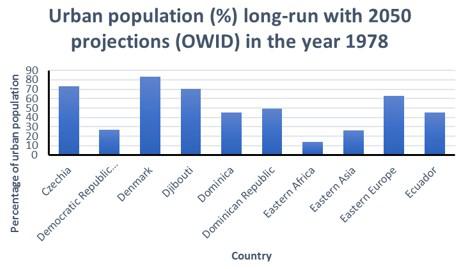 Urban population (%) long-run with 2050
projections (OWID) in the year 1978
Percentage of urban population
90
80
70
60
50
40
30
20
10
0
Czechia
Democratic Republic...
Denmark
Djibouti
Dominica
Dominican Republic
Eastern Africa
Eastern Asia
Eastern Europe
Ecuador
Country